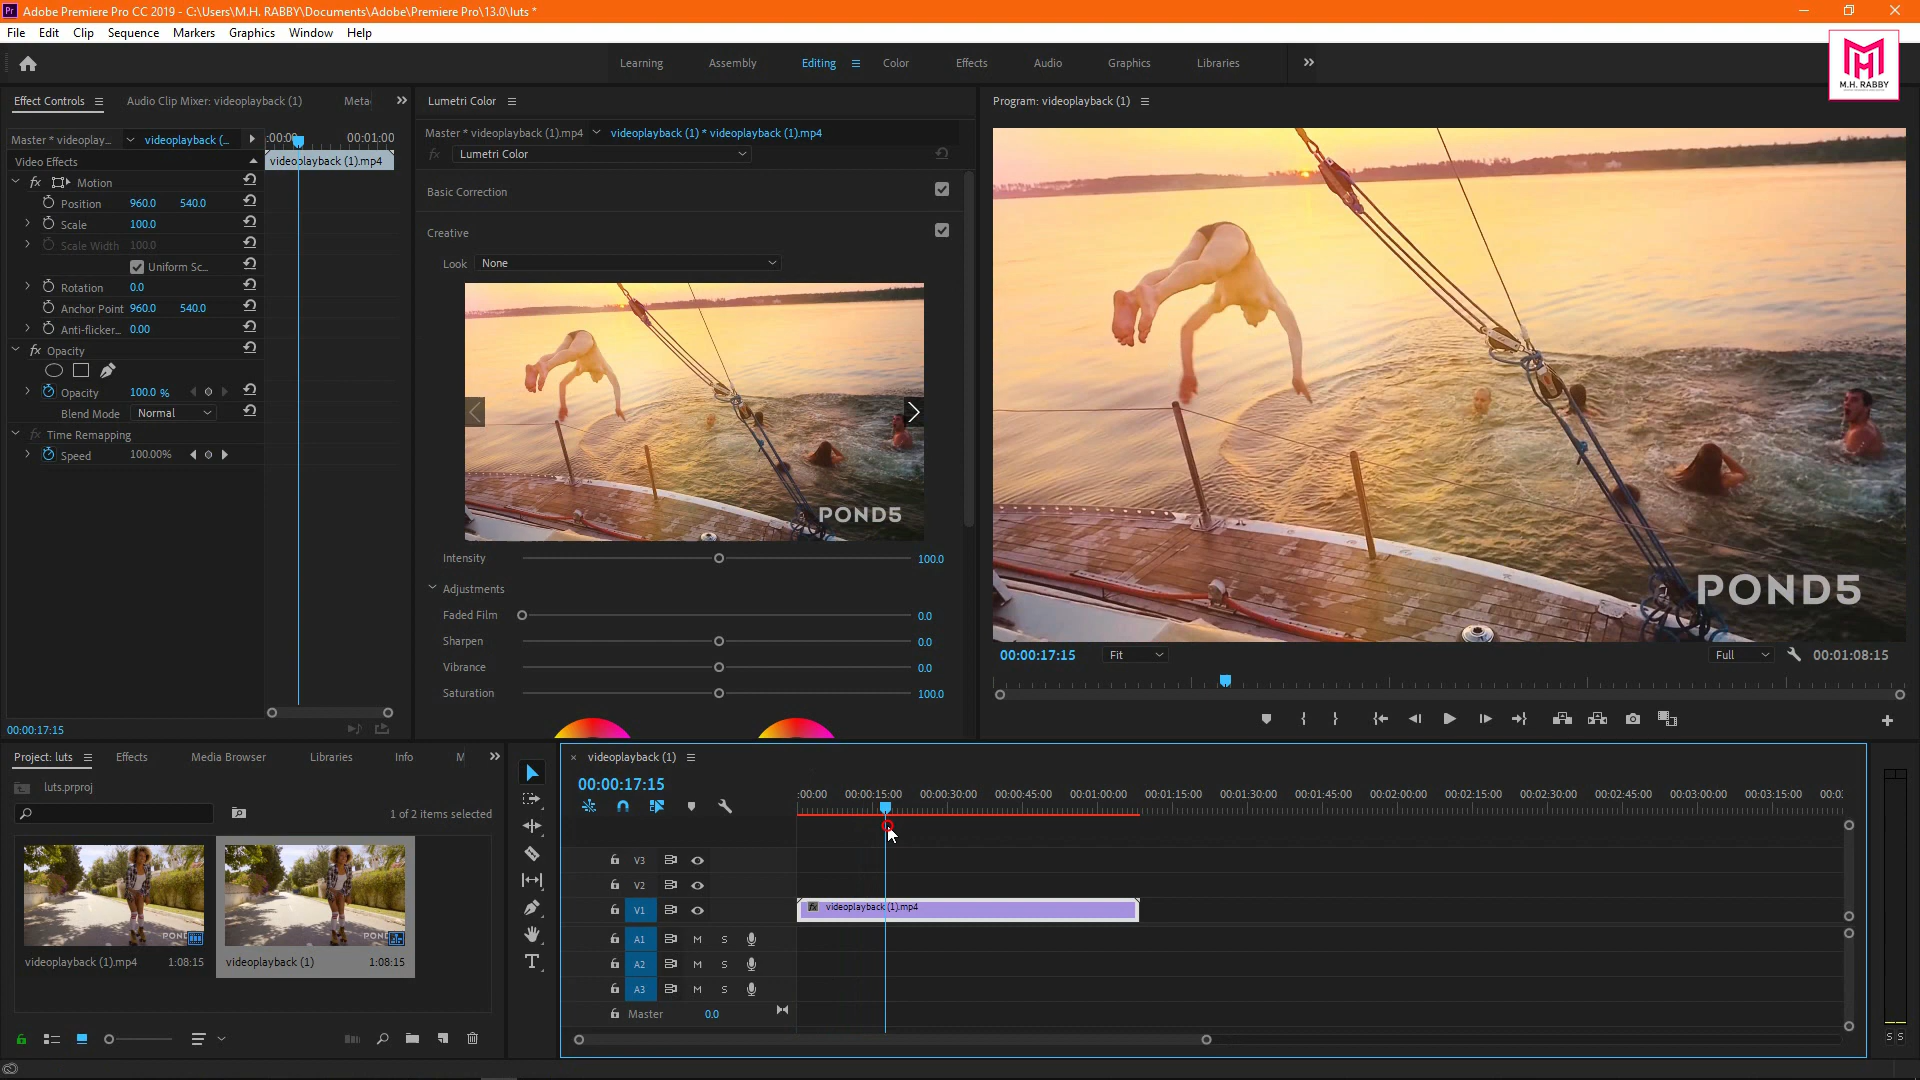 Adobe Premiere Pro CC 2019 - C:\Users\M.H. RABBY\Documents\Adobe\Premiere Pro\13.0\luts *
File Edit Clip Sequence Markers Graphics Window Help
Learning Assembly Editing Color Effects Audio Graphics Libraries
M.H. RABBY
Effect Controls Audio Clip Mixer: videoplayback (1) Meta
Master * videoplay... videoplayback (...
:00:00 00:01:00
videoplayback (1).mp4
Video Effects
fx Motion
Position 960.0 540.0
Scale 100.0
Scale Width 100.0
Uniform Sc...
Rotation 0.0
Anchor Point 960.0 540.0
Anti-flicker... 0.00
fx Opacity
Opacity 100.0 %
Blend Mode Normal
fx Time Remapping
Speed 100.00%
00:00:17:15
Lumetri Color
Master * videoplayback (1).mp4 videoplayback (1) * videoplayback (1).mp4
fx Lumetri Color
Basic Correction
Creative
Look None
POND5
Intensity 100.0
Adjustments
Faded Film 0.0
Sharpen 0.0
Vibrance 0.0
Saturation 100.0
Program: videoplayback (1)
POND5
00:00:17:15 Fit Full 00:01:08:15
Project: luts Effects Media Browser Libraries Info M
luts.prproj
1 of 2 items selected
POND
POND
videoplayback (1).mp4 1:08:15
videoplayback (1) 1:08:15
× videoplayback (1)
00:00:17:15
:00:00 00:00:15:00 00:00:30:00 00:00:45:00 00:01:00:00 00:01:15:00 00:01:30:00 00:01:45:00 00:02:00:00 00:02:15:00 00:02:30:00 00:02:45:00 00:03:00:00 00:03:15:00 00:0
V3
V2
V1
fx videoplayback (1).mp4
A1 M S
A2 M S
A3 M S
Master 0.0
S S